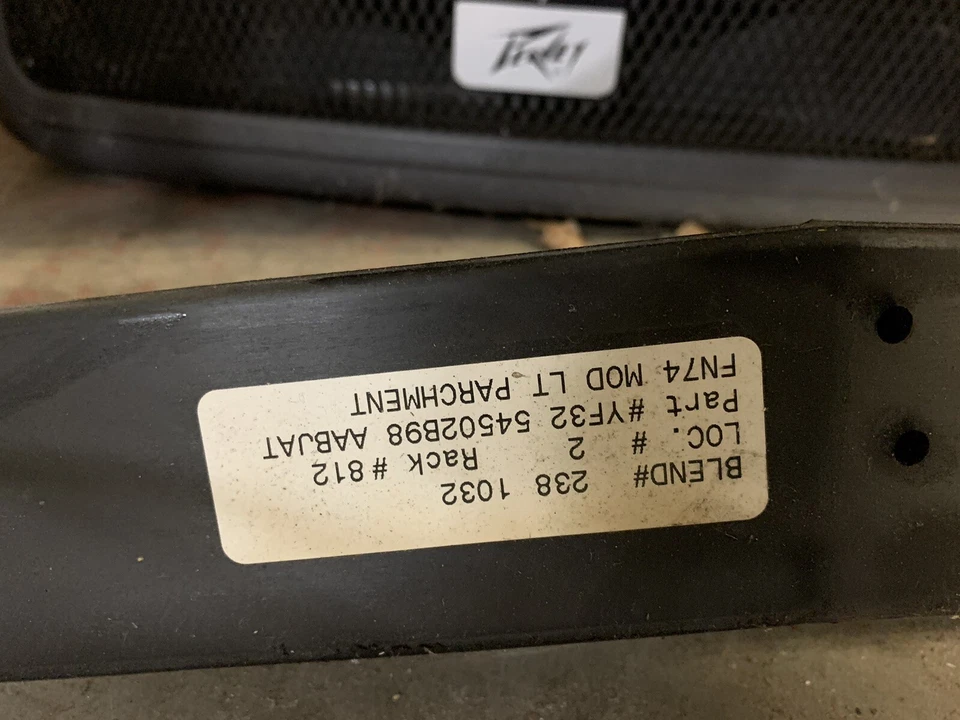 Peavey
BLEND# 238 1032
LOC. # 2 Rack # 812
Part #YF32 54502B98 AABJAT
FN74 MOD LT PARCHMENT